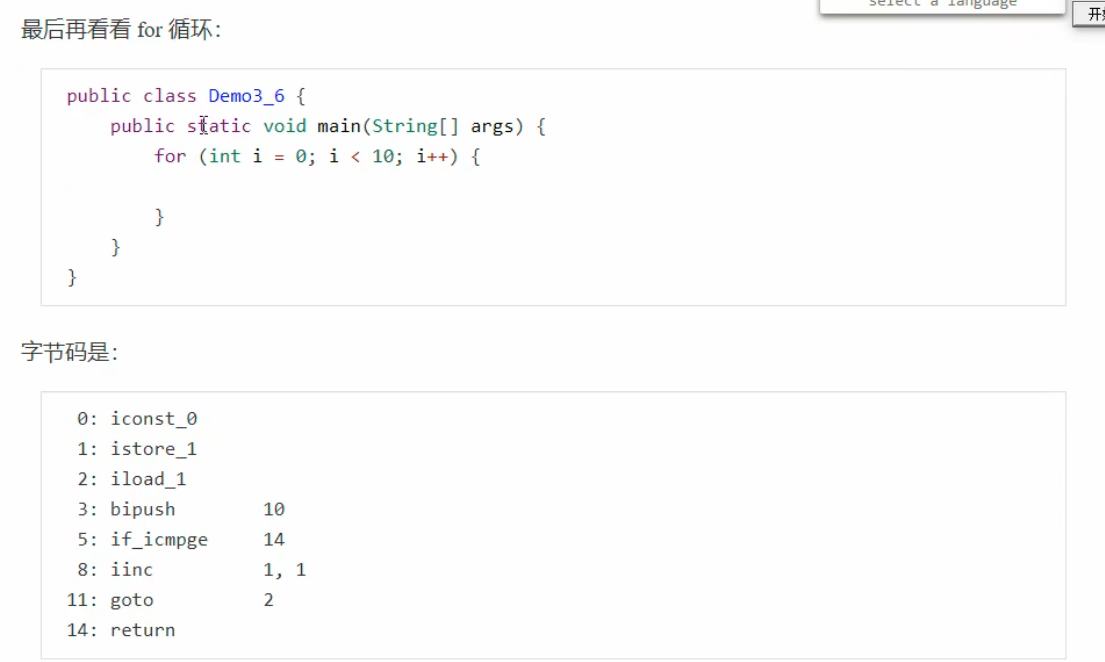 select a language
开始
最后再看看 for 循环：
public class Demo3_6 {
    public static void main(String[] args) {
        for (int i = 0; i < 10; i++) {
        }
    }
}
字节码是：
0: iconst_0
1: istore_1
2: iload_1
3: bipush 10
5: if_icmpge 14
8: iinc 1, 1
11: goto 2
14: return